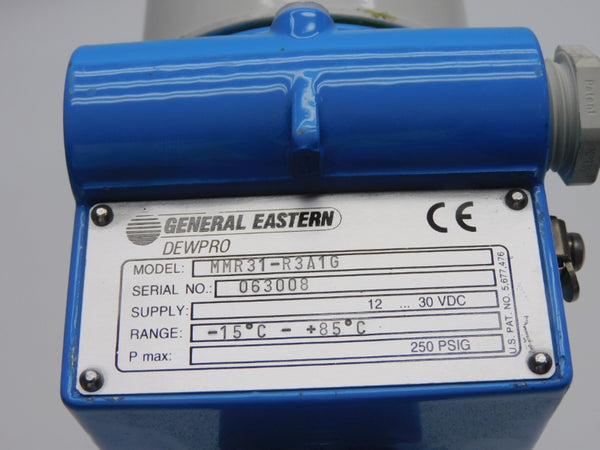 Patent
GENERAL EASTERN
CE
DEWPRO
MODEL: MMR31-R3A1G
SERIAL NO.: 063008
SUPPLY: 12 ... 30 VDC
RANGE: -15°C - +85°C
P max: 250 PSIG
U.S. PAT. NO. 5,677,476